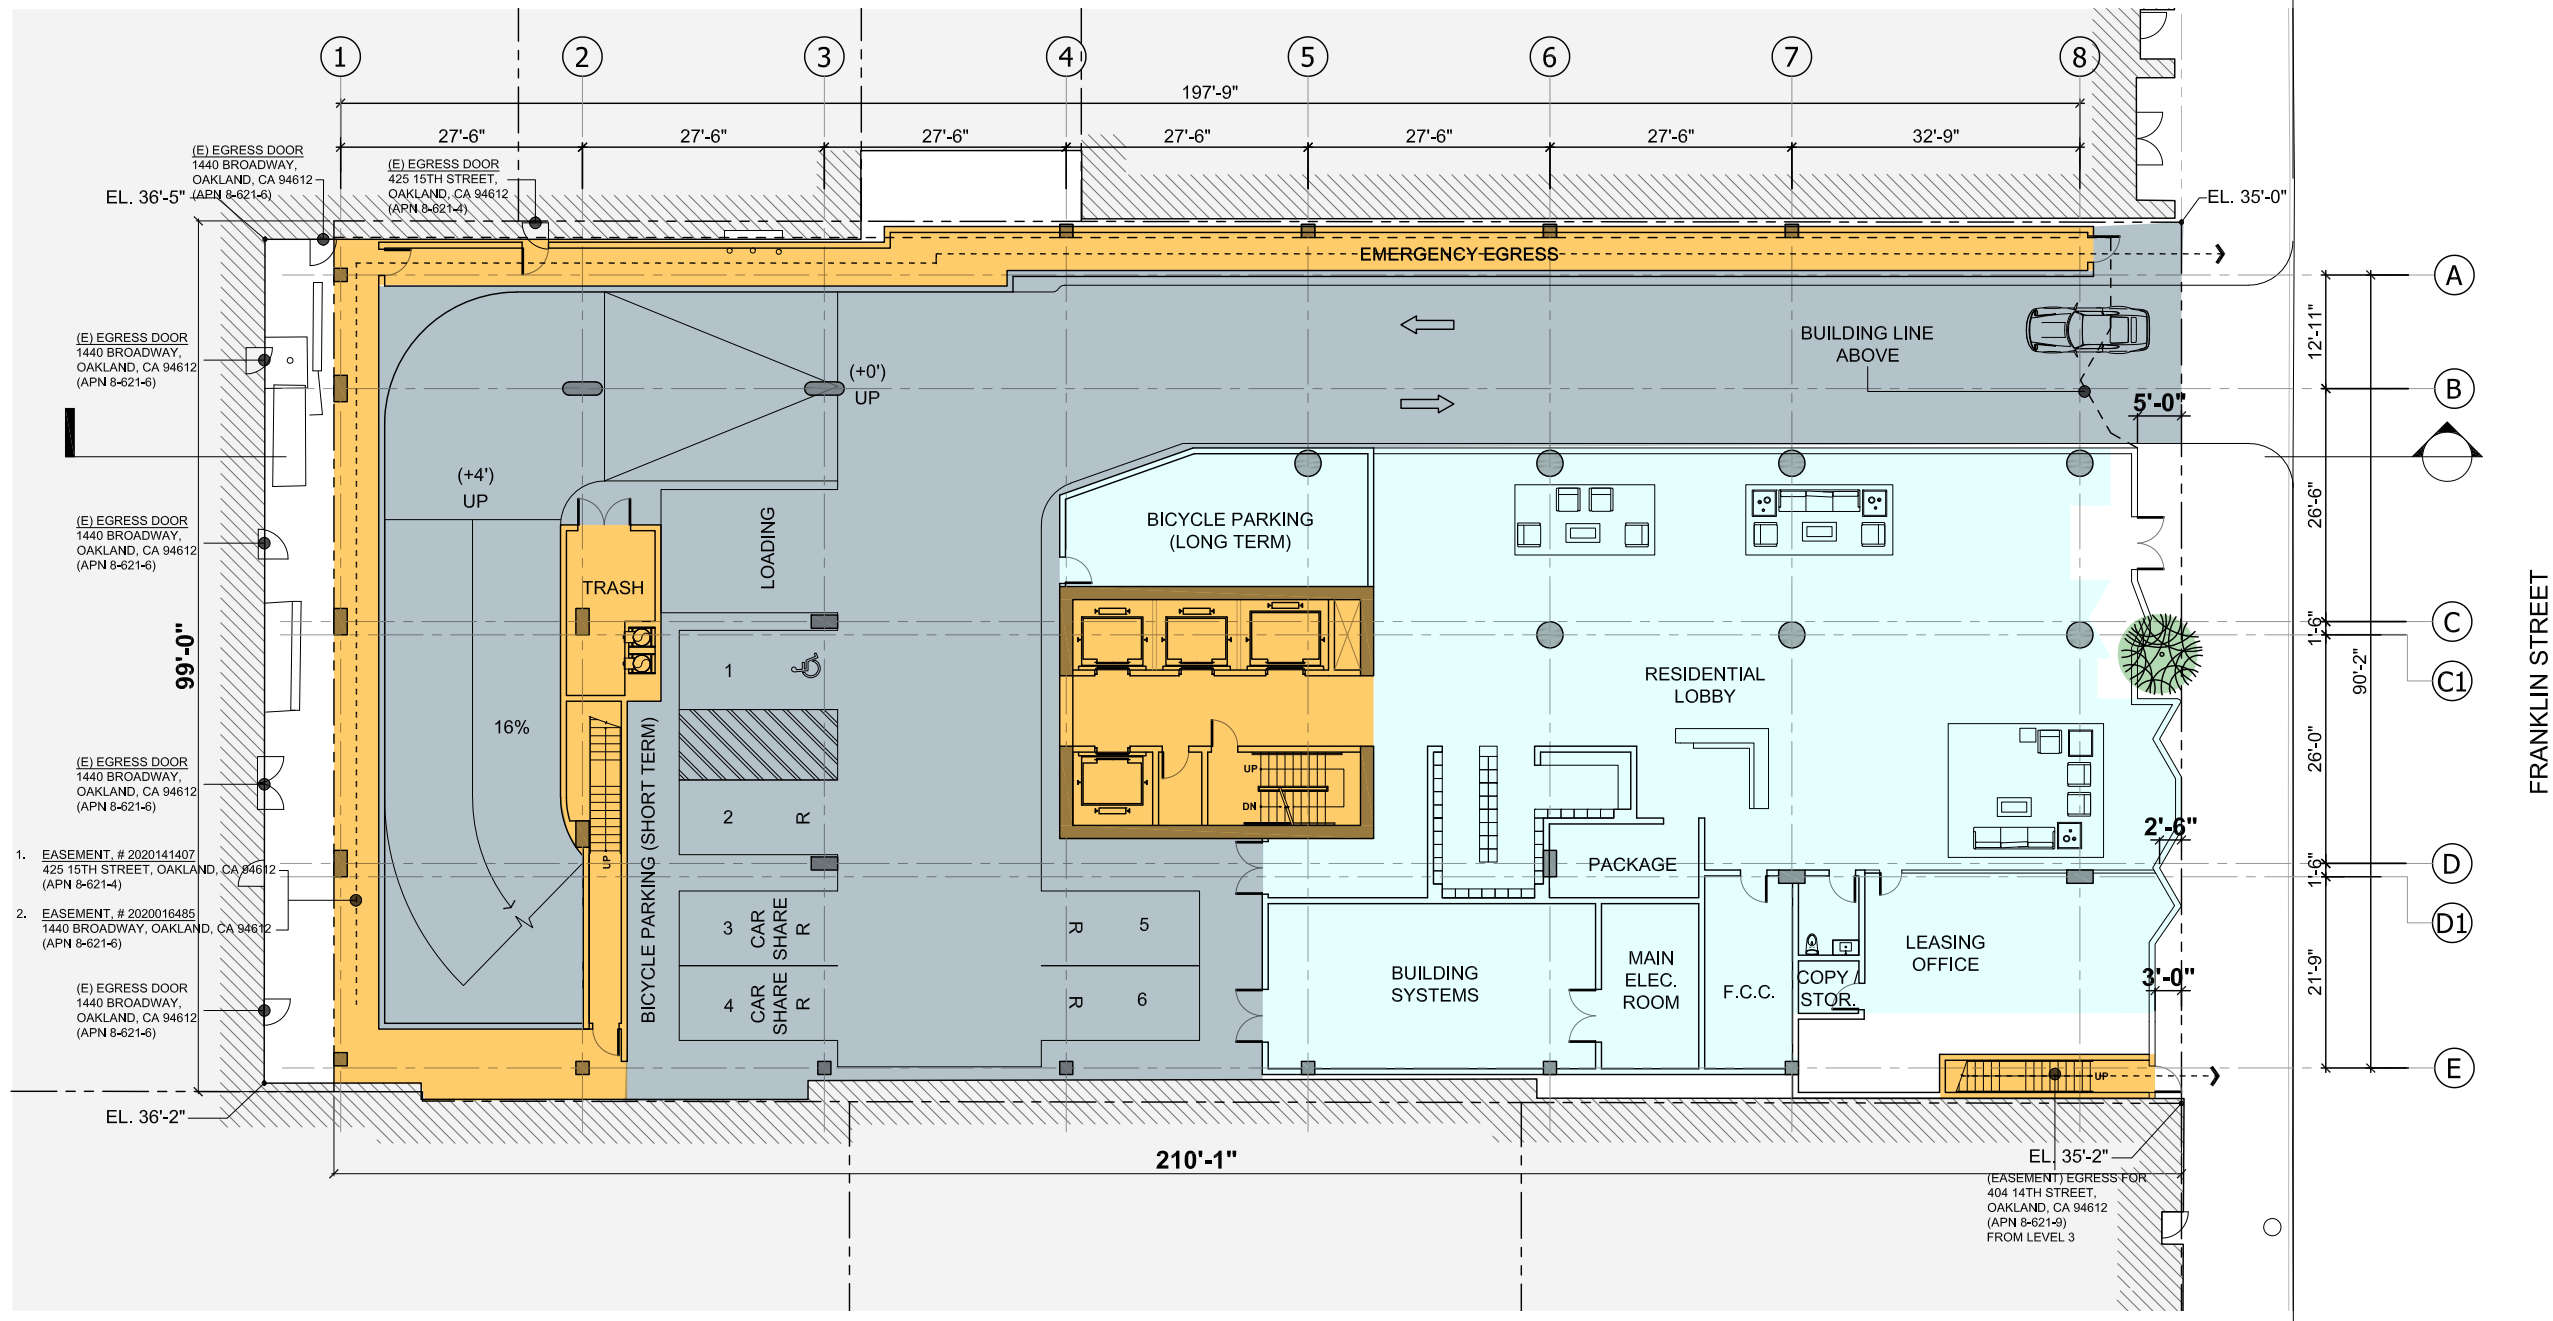 1
2
3
4
5
6
7
8
197'-9"
27'-6"
27'-6"
27'-6"
27'-6"
27'-6"
27'-6"
32'-9"
(E) EGRESS DOOR
1440 BROADWAY,
OAKLAND, CA 94612
(APN 8-621-6)
(E) EGRESS DOOR
425 15TH STREET,
OAKLAND, CA 94612
(APN 8-621-4)
EL. 36'-5"
EL. 35'-0"
EMERGENCY EGRESS
A
(E) EGRESS DOOR
1440 BROADWAY,
OAKLAND, CA 94612
(APN 8-621-6)
BUILDING LINE
ABOVE
12'-11"
(+0')
UP
B
5'-0"
(+4')
UP
26'-6"
LOADING
BICYCLE PARKING
(LONG TERM)
(E) EGRESS DOOR
1440 BROADWAY,
OAKLAND, CA 94612
(APN 8-621-6)
TRASH
C
1'-6"
99'-0"
1
RESIDENTIAL
LOBBY
C1
90'-2"
FRANKLIN STREET
16%
26'-0"
(E) EGRESS DOOR
1440 BROADWAY,
OAKLAND, CA 94612
(APN 8-621-6)
BICYCLE PARKING (SHORT TERM)
UP
DN
2
R
2'-6"
1. EASEMENT, # 2020141407
425 15TH STREET, OAKLAND, CA 94612
(APN 8-621-4)
UP
PACKAGE
D
1'-6"
2. EASEMENT, # 2020016485
1440 BROADWAY, OAKLAND, CA 94612
(APN 8-621-6)
3
CAR
SHARE
R
R
5
D1
LEASING
OFFICE
BUILDING
SYSTEMS
MAIN
ELEC.
ROOM
F.C.C.
COPY /
STOR.
3'-0"
21'-9"
(E) EGRESS DOOR
1440 BROADWAY,
OAKLAND, CA 94612
(APN 8-621-6)
4
CAR
SHARE
R
R
6
E
UP
EL. 36'-2"
210'-1"
EL. 35'-2"
(EASEMENT) EGRESS FOR
404 14TH STREET,
OAKLAND, CA 94612
(APN 8-621-9)
FROM LEVEL 3